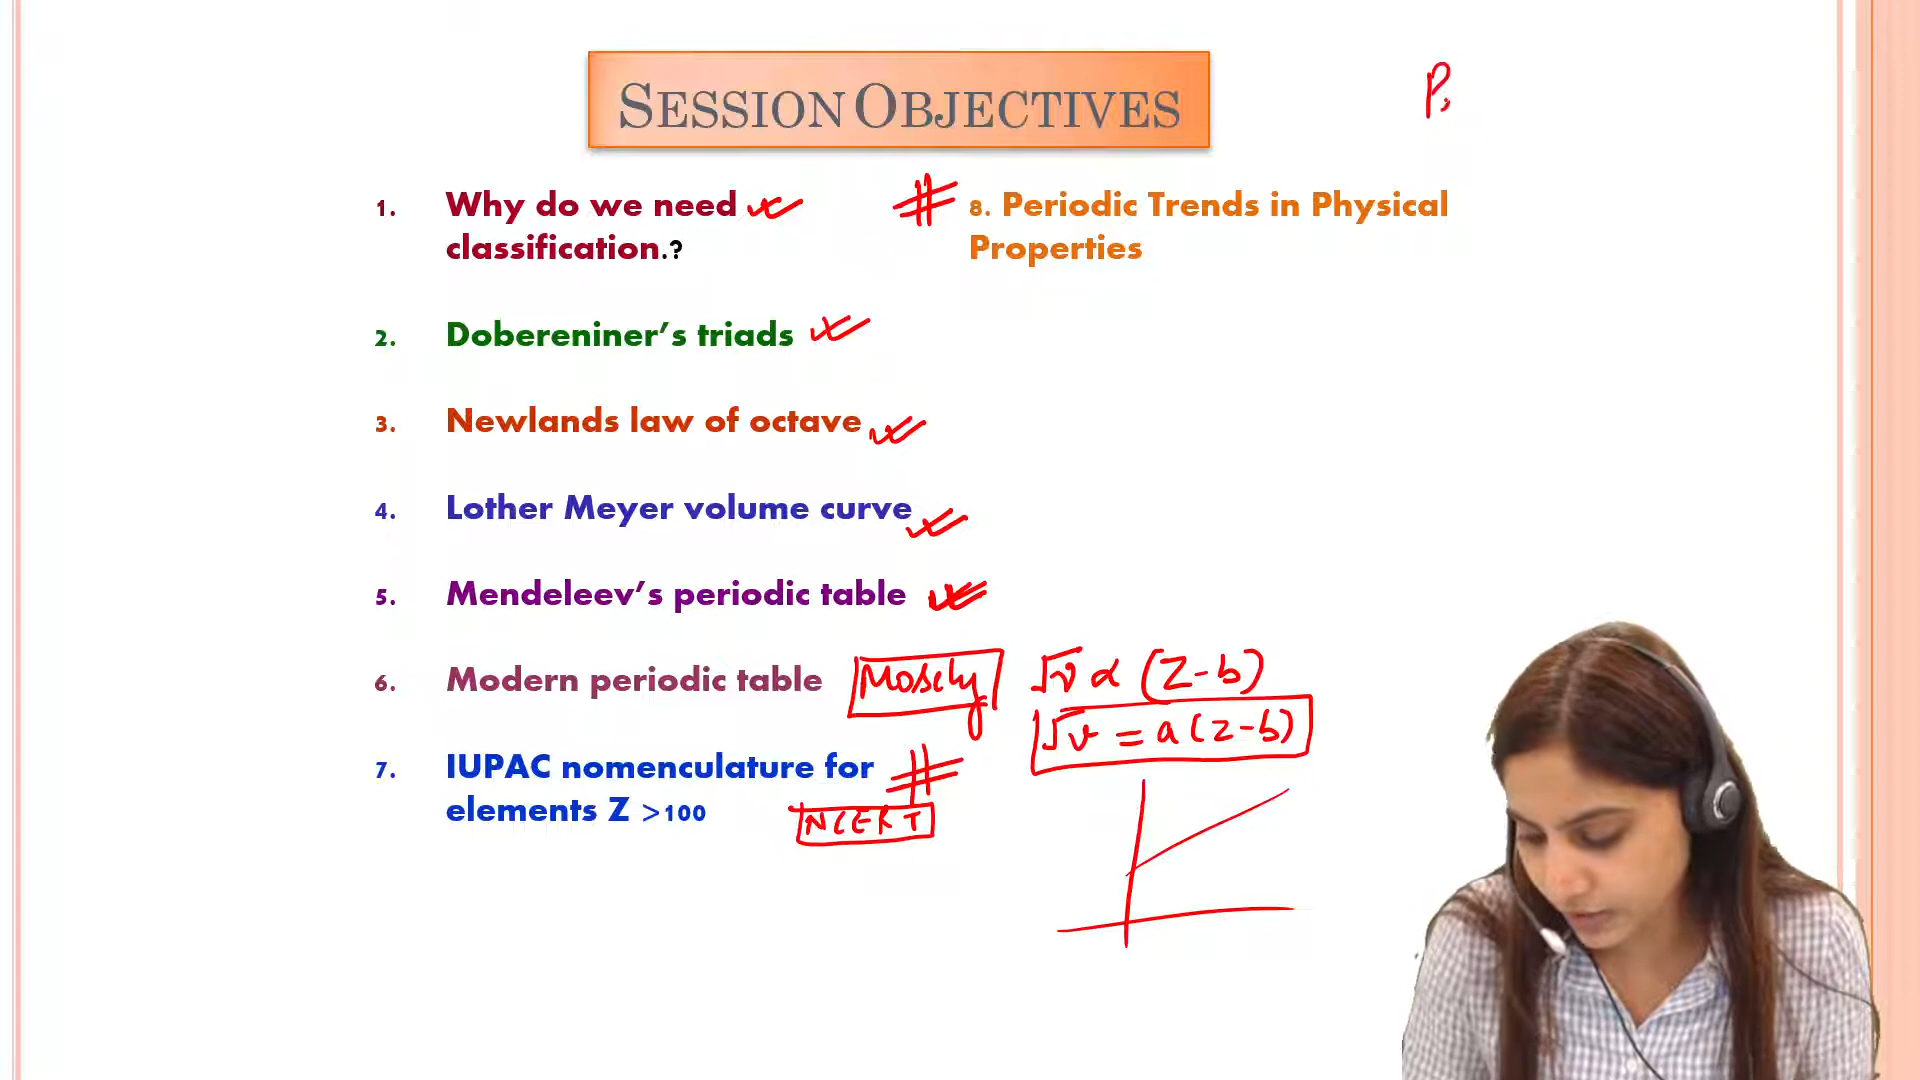 SESSION OBJECTIVES
1. Why do we need
classification.?
2. Dobereniner's triads
3. Newlands law of octave
4. Lother Meyer volume curve
5. Mendeleev's periodic table
6. Modern periodic table
Mosely
√ν ∝ (Z-b)
√ν = a(Z-b)
7. IUPAC nomenculature for
elements Z >100
NCERT
# 8. Periodic Trends in Physical
Properties